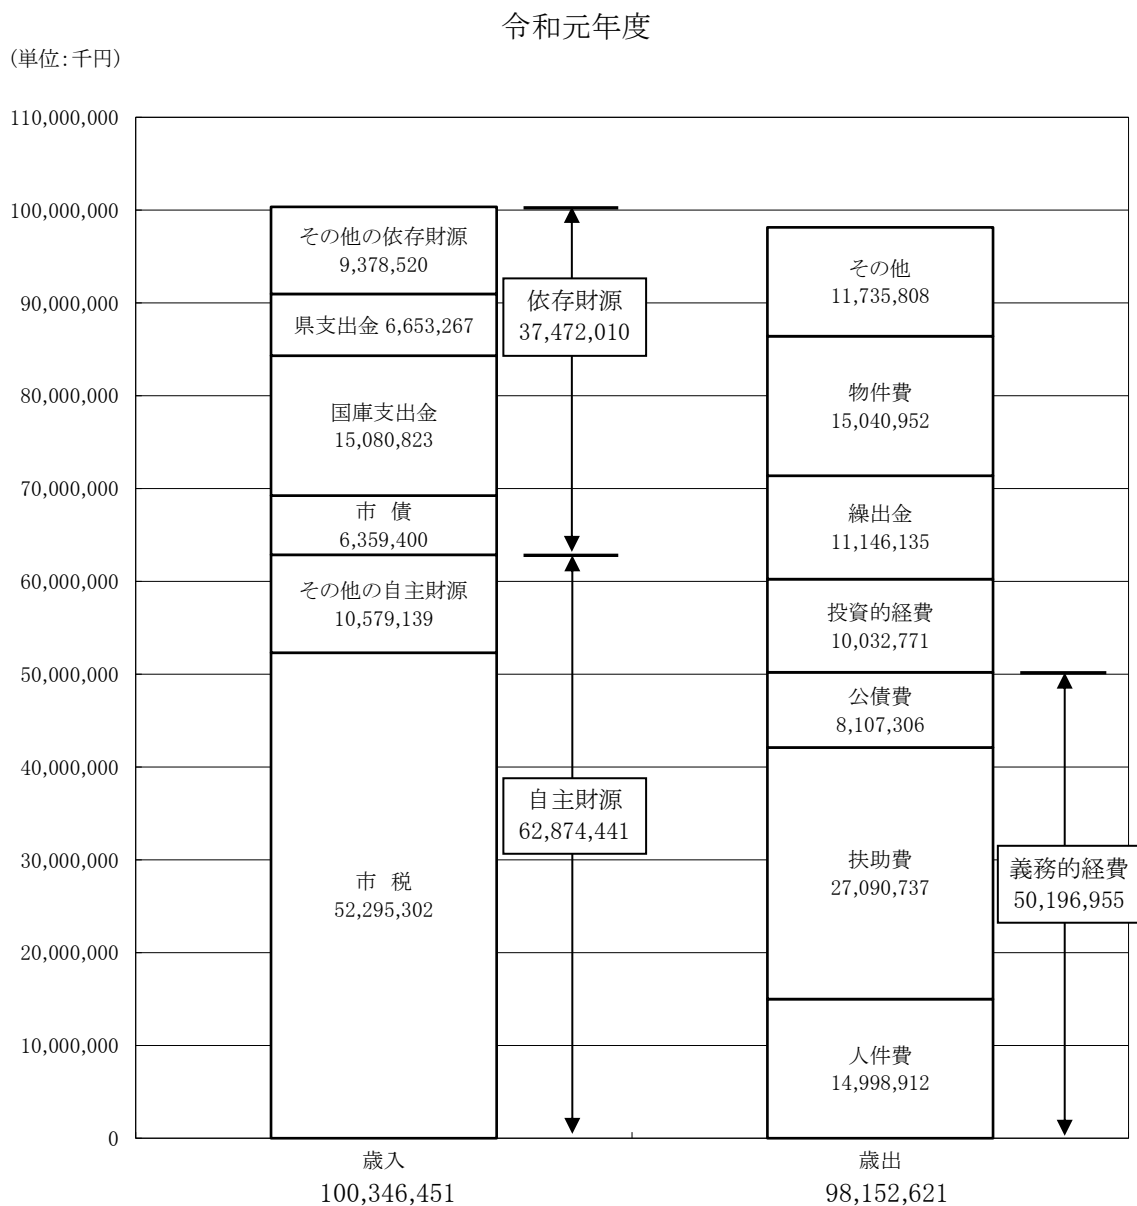 令和元年度
(単位:千円)
110,000,000
100,000,000
90,000,000
80,000,000
70,000,000
60,000,000
50,000,000
40,000,000
30,000,000
20,000,000
10,000,000
0
その他の依存財源
9,378,520
県支出金 6,653,267
国庫支出金
15,080,823
市 債
6,359,400
その他の自主財源
10,579,139
市 税
52,295,302
依存財源
37,472,010
自主財源
62,874,441
その他
11,735,808
物件費
15,040,952
繰出金
11,146,135
投資的経費
10,032,771
公債費
8,107,306
扶助費
27,090,737
人件費
14,998,912
義務的経費
50,196,955
歳入
100,346,451
歳出
98,152,621